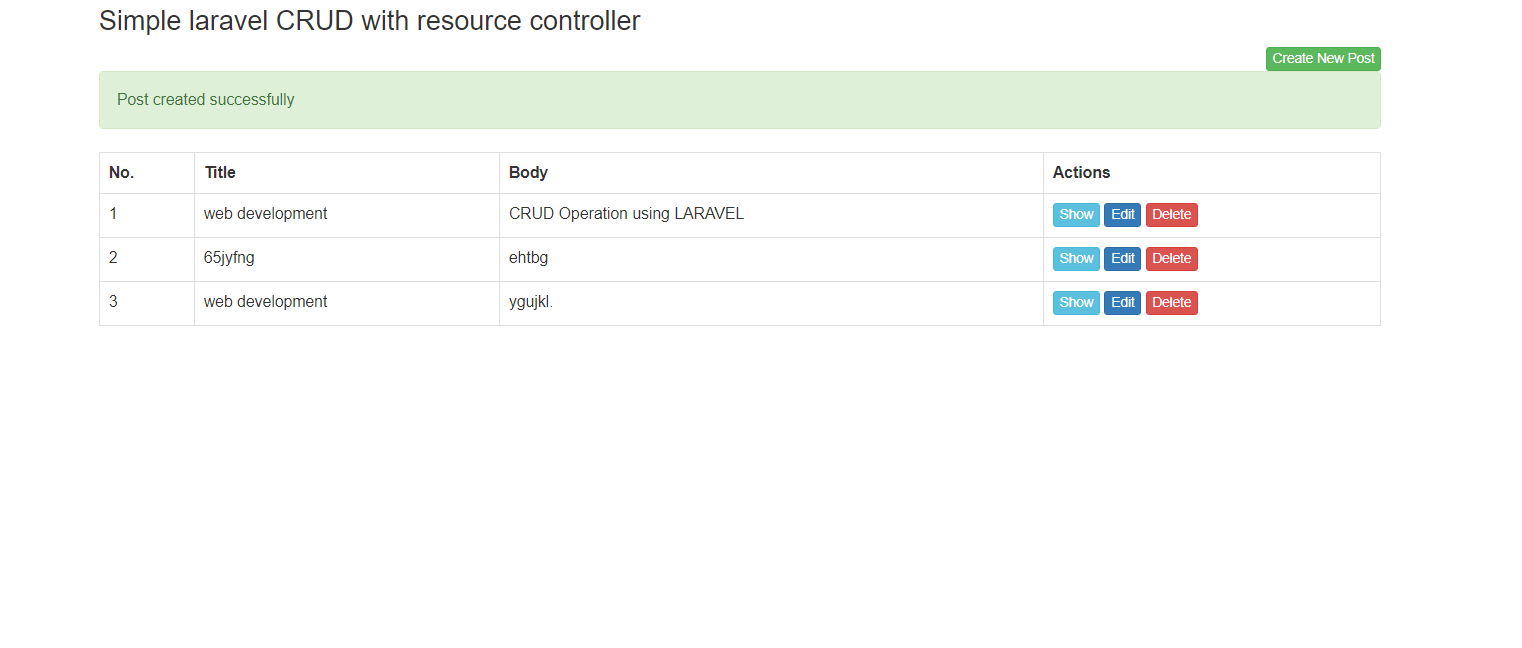 Simple laravel CRUD with resource controller
Create New Post
Post created successfully
No. Title Body Actions
1 web development CRUD Operation using LARAVEL Show Edit Delete
2 65jyfng ehtbg Show Edit Delete
3 web development ygujkl. Show Edit Delete